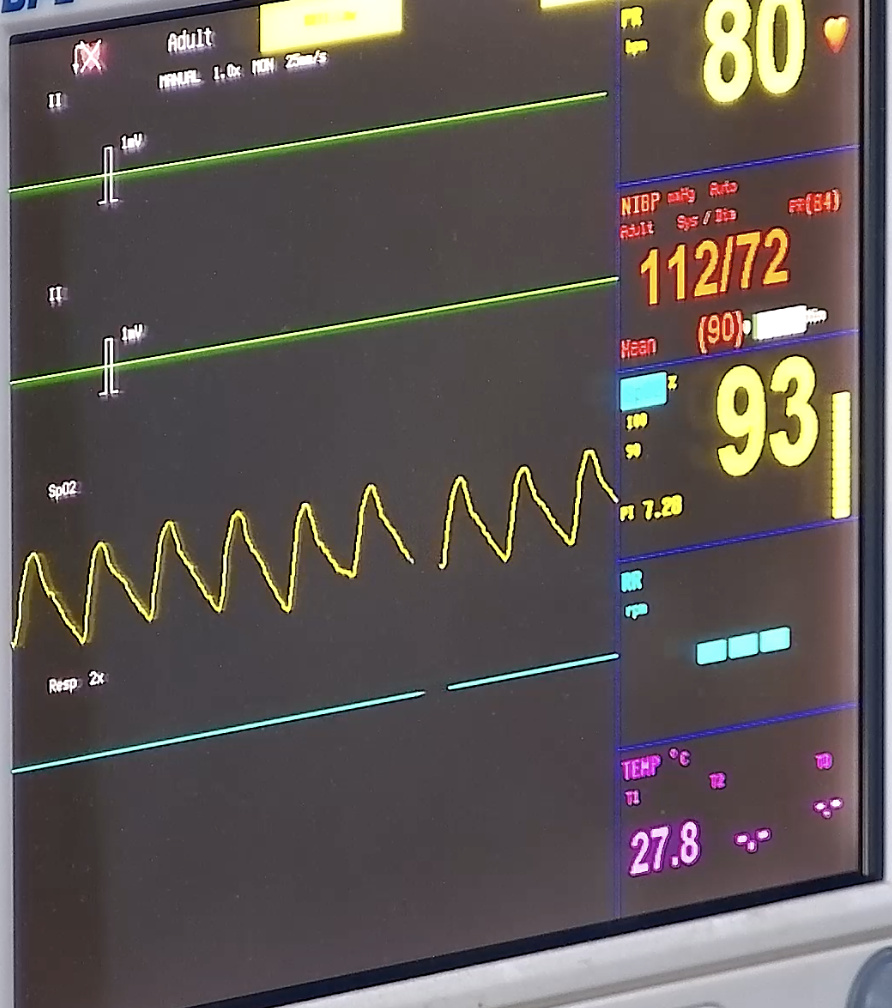 Adult
MANUAL 1.0x MON 25mm/s
II
1mV
II
1mV
SpO2
Resp 2x
PR
bpm
80
NIBP mmHg Auto
PR(84)
Adult Sys / Dia
112/72
Mean (90)
%
100
90
93
PI 7.20
RR
rpm
TEMP °C
T1 T2 T3
27.8 --.- --.-